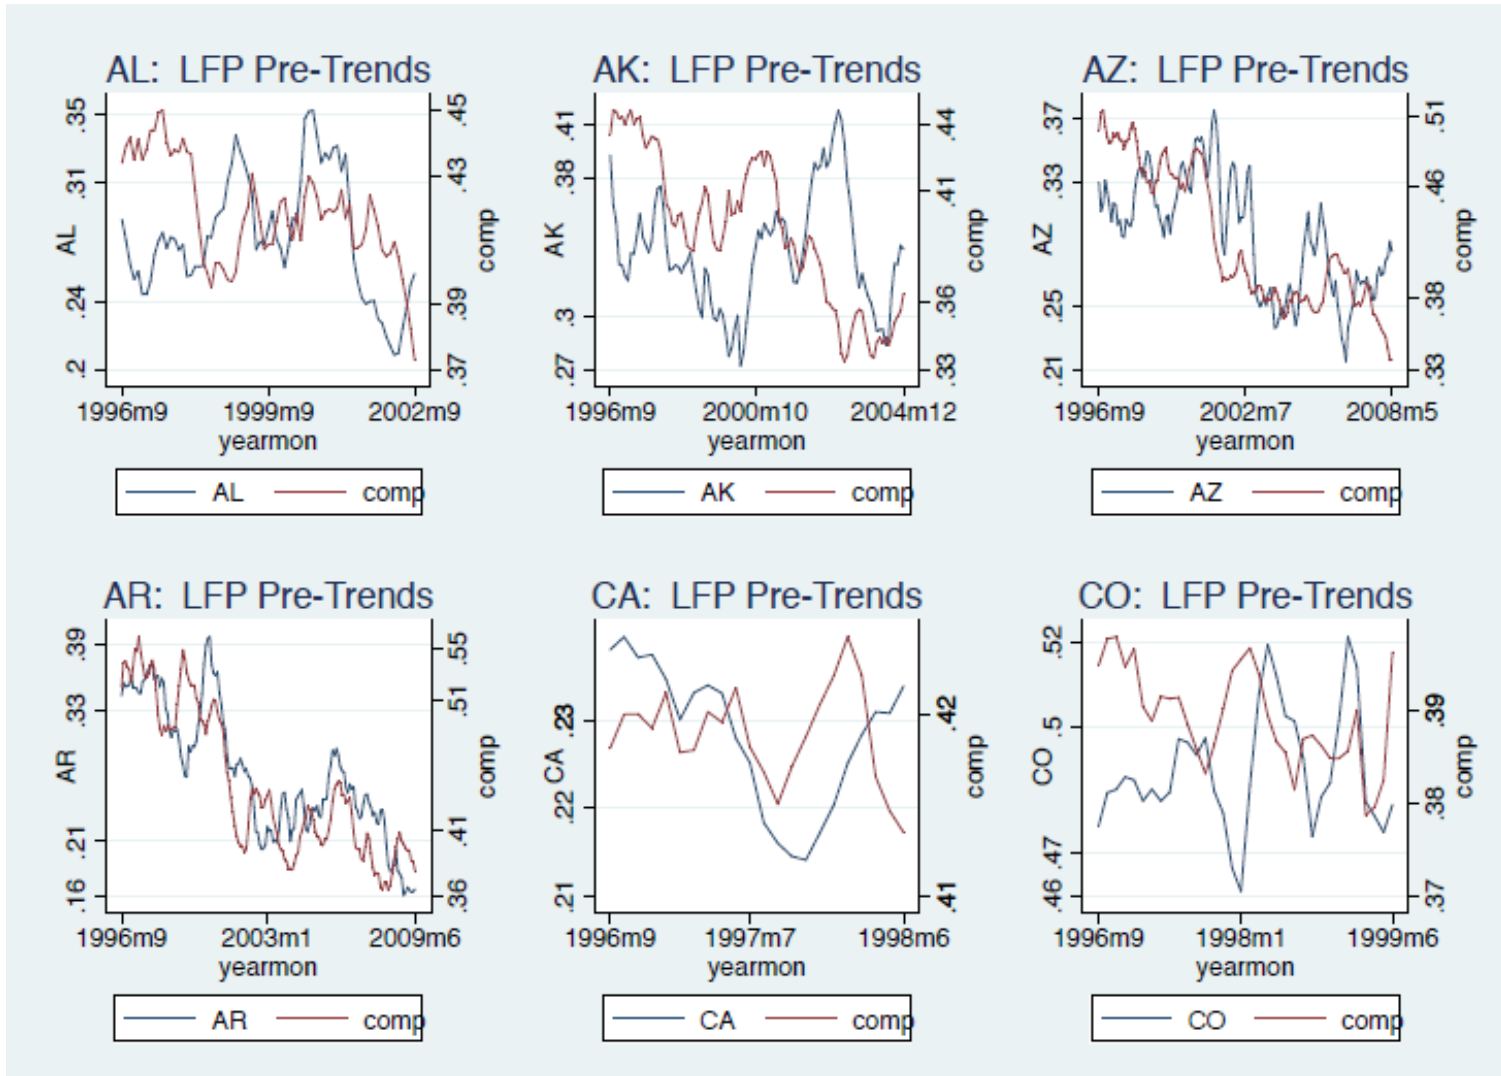 AL: LFP Pre-Trends
.35
.31
.24
.2
AL
.45
.43
.39
.37
comp
1996m9 1999m9 2002m9
yearmon
AL comp
AK: LFP Pre-Trends
.41
.38
.3
.27
AK
.44
.41
.36
.33
comp
1996m9 2000m10 2004m12
yearmon
AK comp
AZ: LFP Pre-Trends
.37
.33
.25
.21
AZ
.51
.46
.38
.33
comp
1996m9 2002m7 2008m5
yearmon
AZ comp
AR: LFP Pre-Trends
.39
.33
.21
.16
AR
.55
.51
.41
.36
comp
1996m9 2003m1 2009m6
yearmon
AR comp
CA: LFP Pre-Trends
.23
.22
.21
CA
.42
.41
comp
1996m9 1997m7 1998m6
yearmon
CA comp
CO: LFP Pre-Trends
.52
.5
.47
.46
CO
.39
.38
.37
comp
1996m9 1998m1 1999m6
yearmon
CO comp